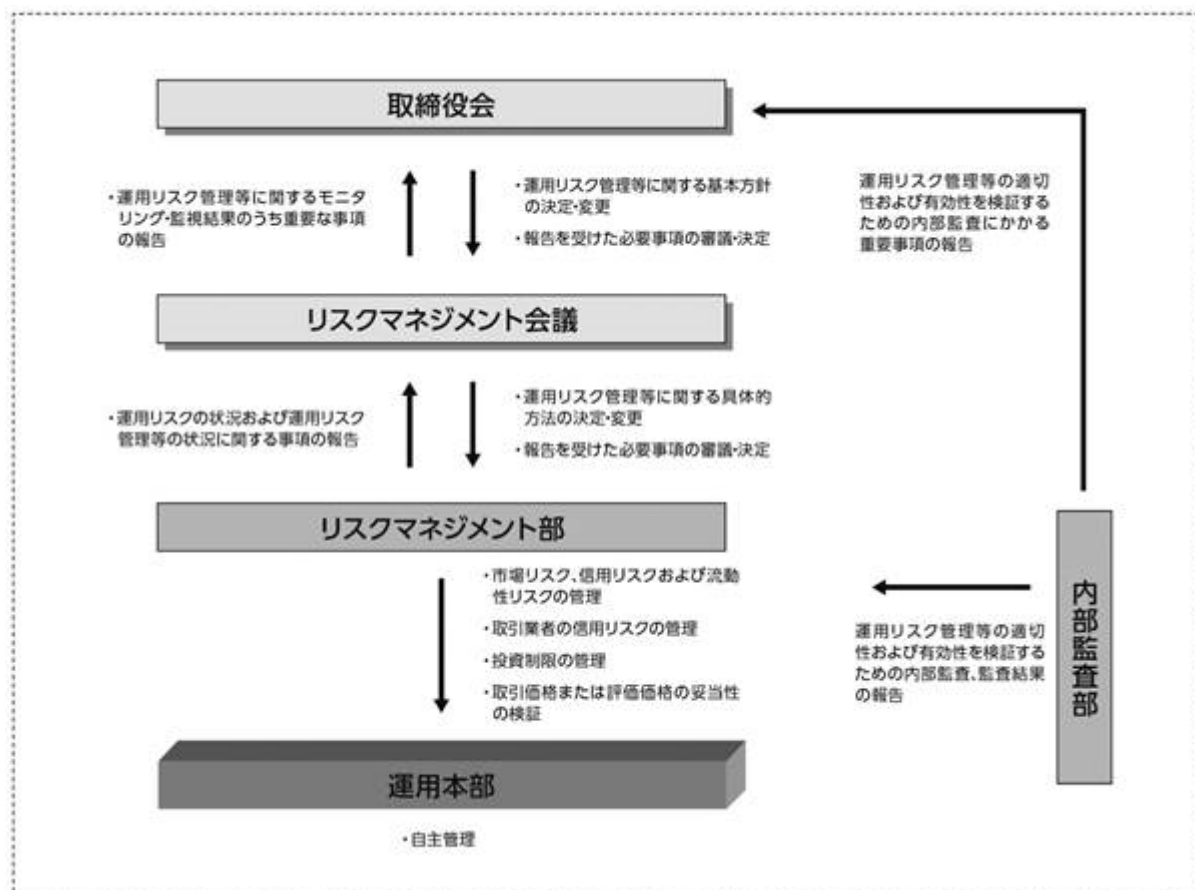 取締役会
・運用リスク管理等に関するモニタ
リング・監視結果のうち重要な事項
の報告
・運用リスク管理等に関する基本方針
の決定・変更
・報告を受けた必要事項の審議・決定
運用リスク管理等の適切
性および有効性を検証する
ための内部監査にかかる
重要事項の報告
リスクマネジメント会議
・運用リスクの状況および運用リスク
管理等の状況に関する事項の報告
・運用リスク管理等に関する具体的
方法の決定・変更
・報告を受けた必要事項の審議・決定
リスクマネジメント部
・市場リスク、信用リスクおよび流動
性リスクの管理
・取引業者の信用リスクの管理
・投資制限の管理
・取引価格または評価価格の妥当性
の検証
運用リスク管理等の適切
性および有効性を検証する
ための内部監査、監査結果
の報告
内部監査部
運用本部
・自主管理